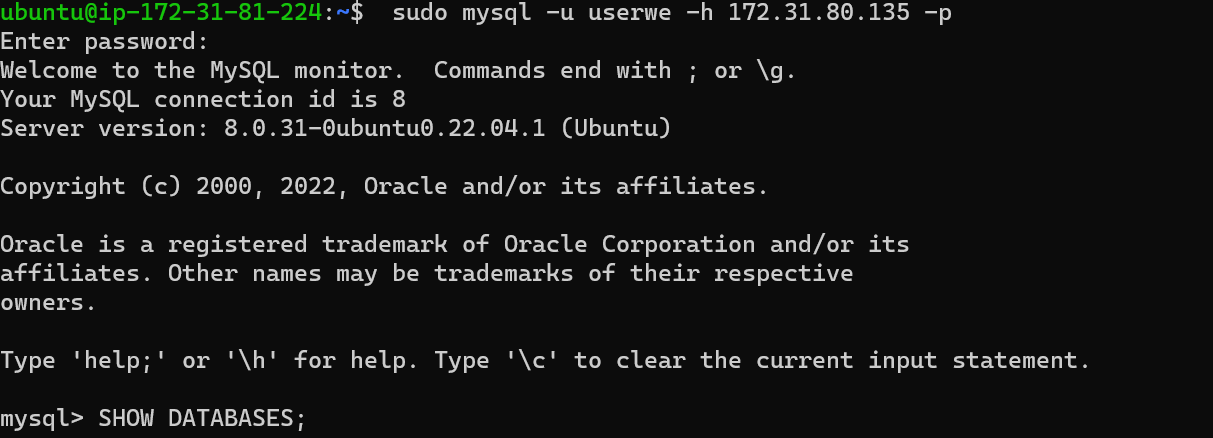 ubuntu@ip-172-31-81-224:~$  sudo mysql -u userwe -h 172.31.80.135 -p
Enter password:
Welcome to the MySQL monitor.  Commands end with ; or \g.
Your MySQL connection id is 8
Server version: 8.0.31-0ubuntu0.22.04.1 (Ubuntu)
Copyright (c) 2000, 2022, Oracle and/or its affiliates.
Oracle is a registered trademark of Oracle Corporation and/or its
affiliates. Other names may be trademarks of their respective
owners.
Type 'help;' or '\h' for help. Type '\c' to clear the current input statement.
mysql> SHOW DATABASES;